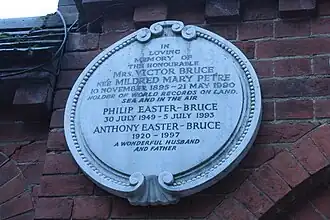 IN
LOVING
MEMORY OF
THE HONOURABLE
MRS. VICTOR BRUCE
NÉE MILDRED MARY PETRE
10 NOVEMBER 1895 - 21 MAY 1990
HOLDER OF WORLD RECORDS ON LAND,
SEA AND IN THE AIR
PHILIP EASTER-BRUCE
30 JULY 1949 - 5 JULY 1993
ANTHONY EASTER-BRUCE
1920 - 1997
A WONDERFUL HUSBAND
AND FATHER